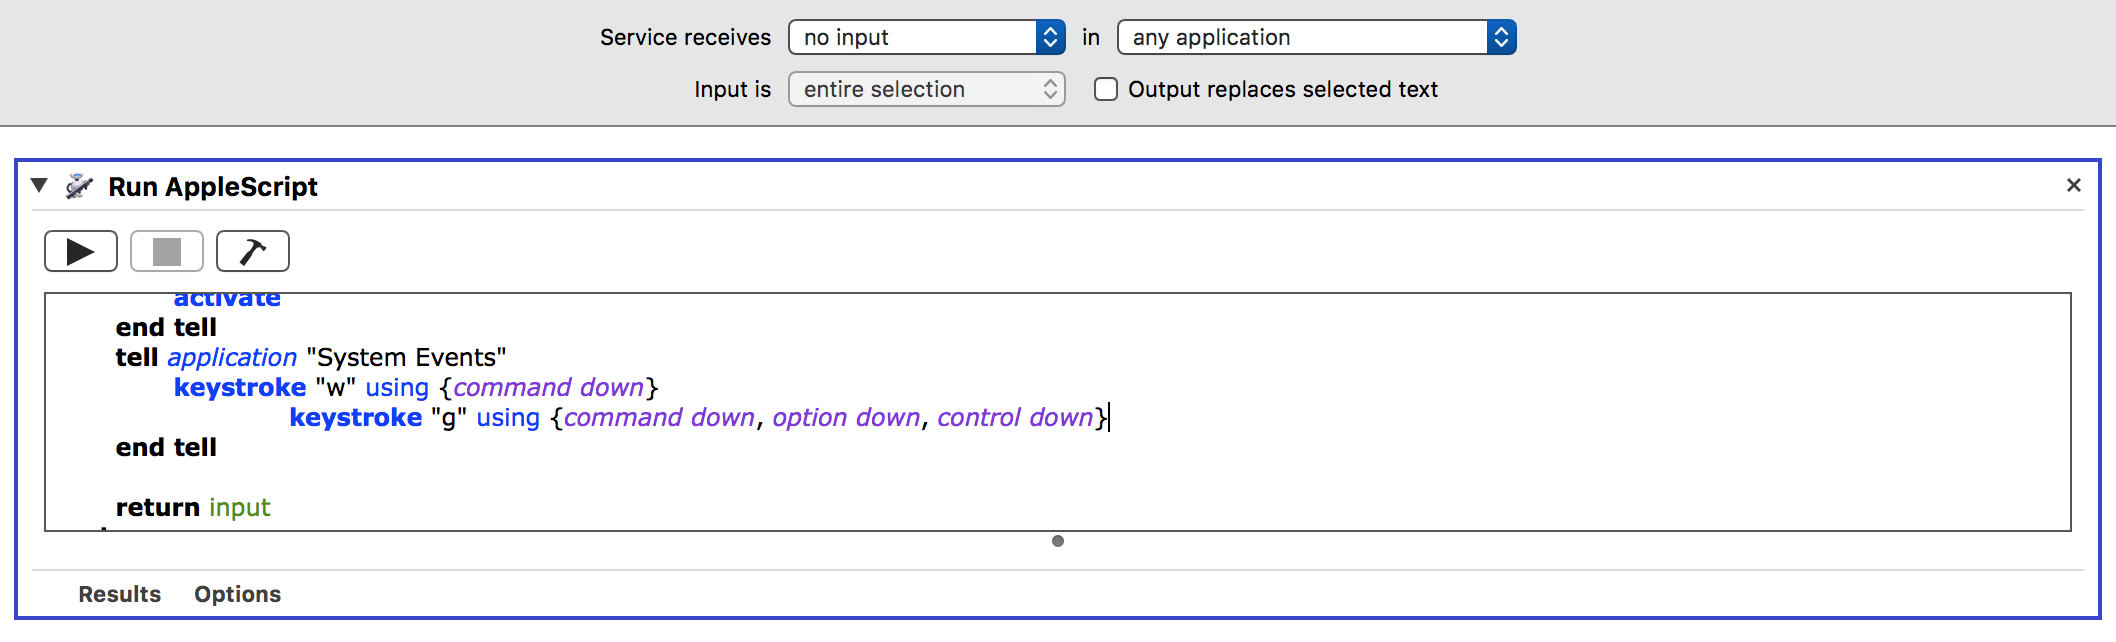 Service receives no input in any application
Input is entire selection Output replaces selected text
Run AppleScript
activate
end tell
tell application "System Events"
keystroke "w" using {command down}
keystroke "g" using {command down, option down, control down}
end tell
return input
Results Options